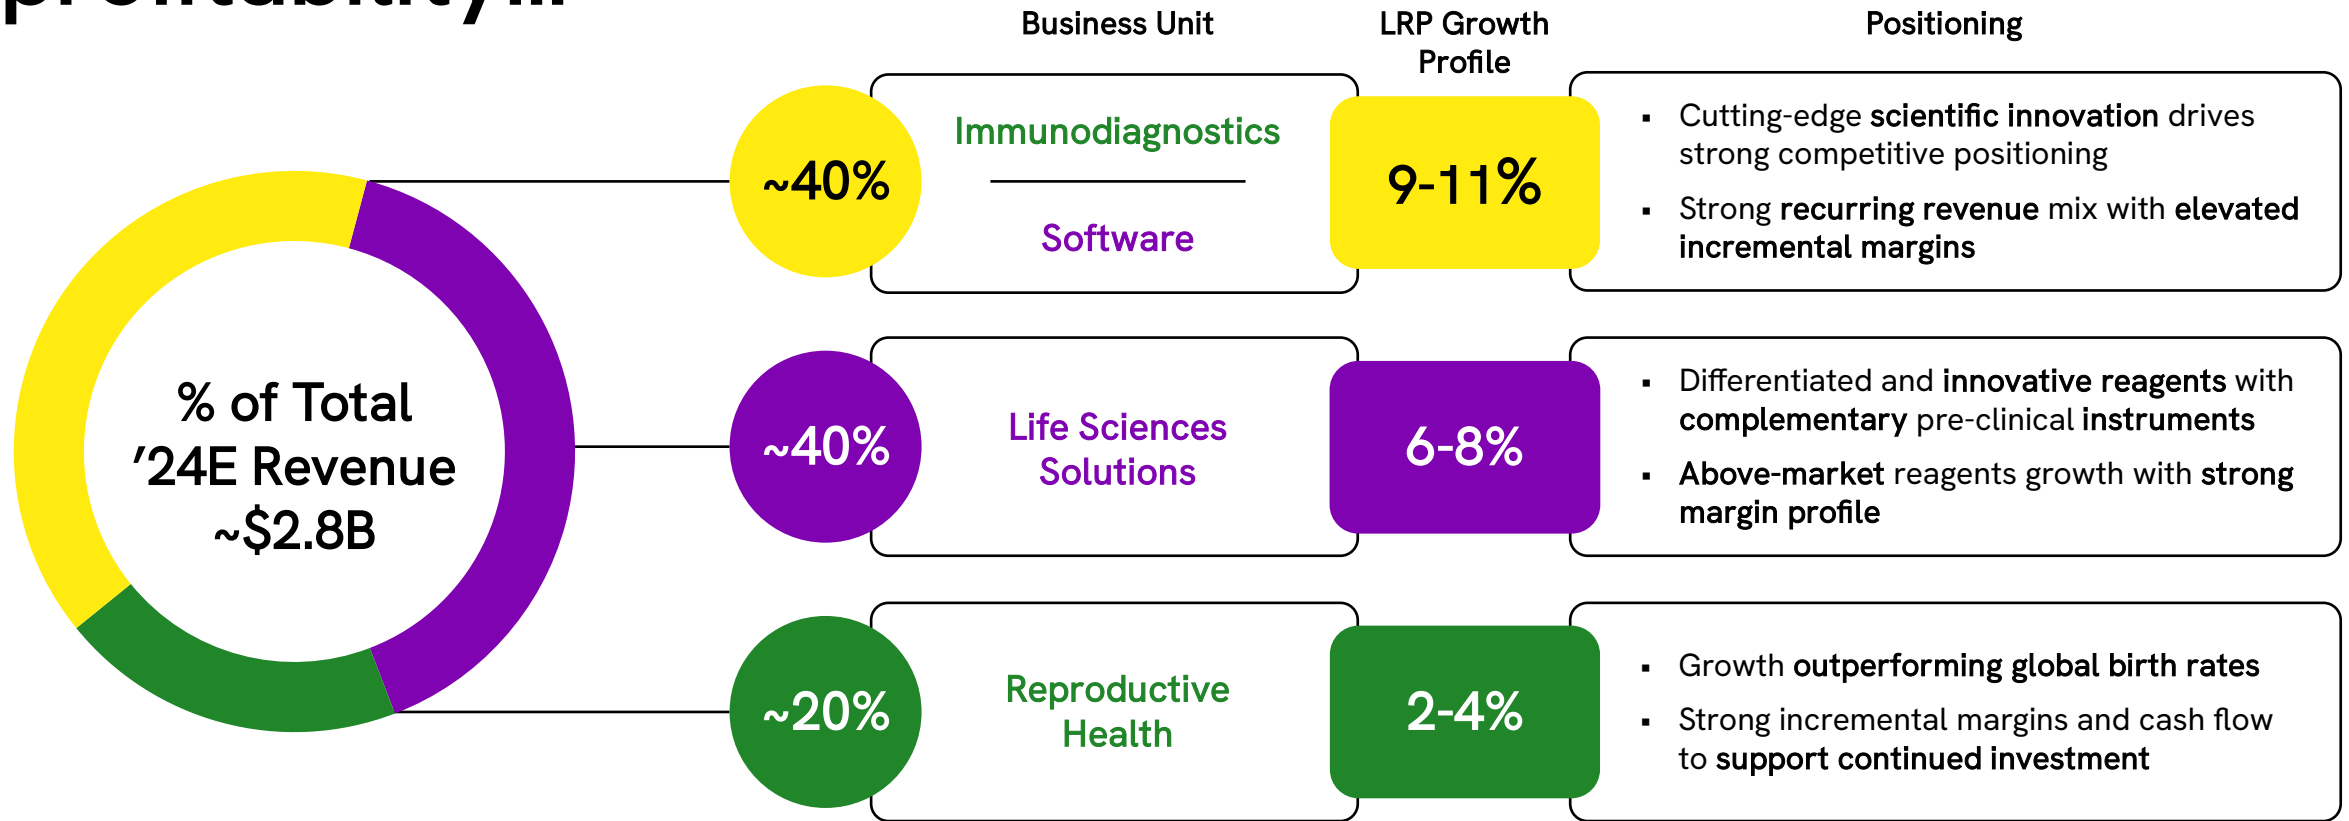 Business Unit
LRP Growth
Profile
Positioning
% of Total
’24E Revenue
~$2.8B
~40%
Immunodiagnostics
Software
9-11%
▪ Cutting-edge scientific innovation drives
strong competitive positioning
▪ Strong recurring revenue mix with elevated
incremental margins
~40%
Life Sciences
Solutions
6-8%
▪ Differentiated and innovative reagents with
complementary pre-clinical instruments
▪ Above-market reagents growth with strong
margin profile
~20%
Reproductive
Health
2-4%
▪ Growth outperforming global birth rates
▪ Strong incremental margins and cash flow
to support continued investment